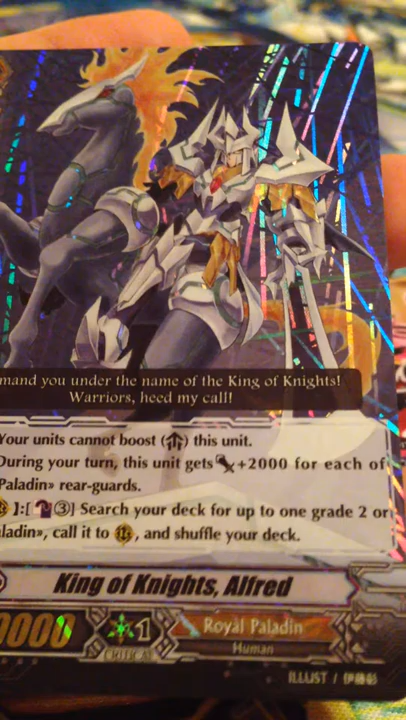 mand you under the name of the King of Knights!
Warriors, heed my call!
Your units cannot boost ( ) this unit.
During your turn, this unit gets +2000 for each of
Paladin» rear-guards.
]:[ ③] Search your deck for up to one grade 2 or
ladin», call it to , and shuffle your deck.
King of Knights, Alfred
0000
1
CRITICAL
Royal Paladin
Human
ILLUST / 伊藤彰